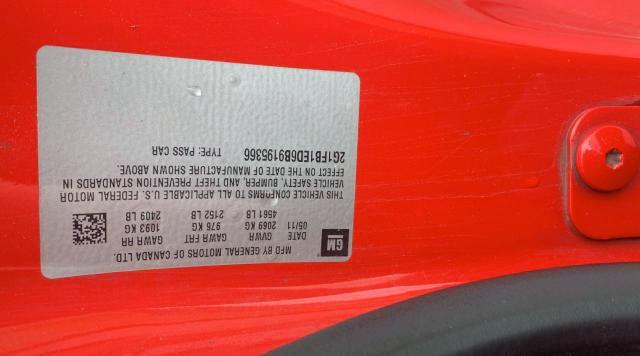 MFD BY GENERAL MOTORS OF CANADA LTD.
GM
DATE GVWR GAWR FRT GAWR RR
05/11 2069 KG 976 KG 1093 KG
4561 LB 2152 LB 2409 LB
THIS VEHICLE CONFORMS TO ALL APPLICABLE U.S. FEDERAL MOTOR
VEHICLE SAFETY, BUMPER, AND THEFT PREVENTION STANDARDS IN
EFFECT ON THE DATE OF MANUFACTURE SHOWN ABOVE.
2G1FB1ED6B9195366 TYPE: PASS CAR